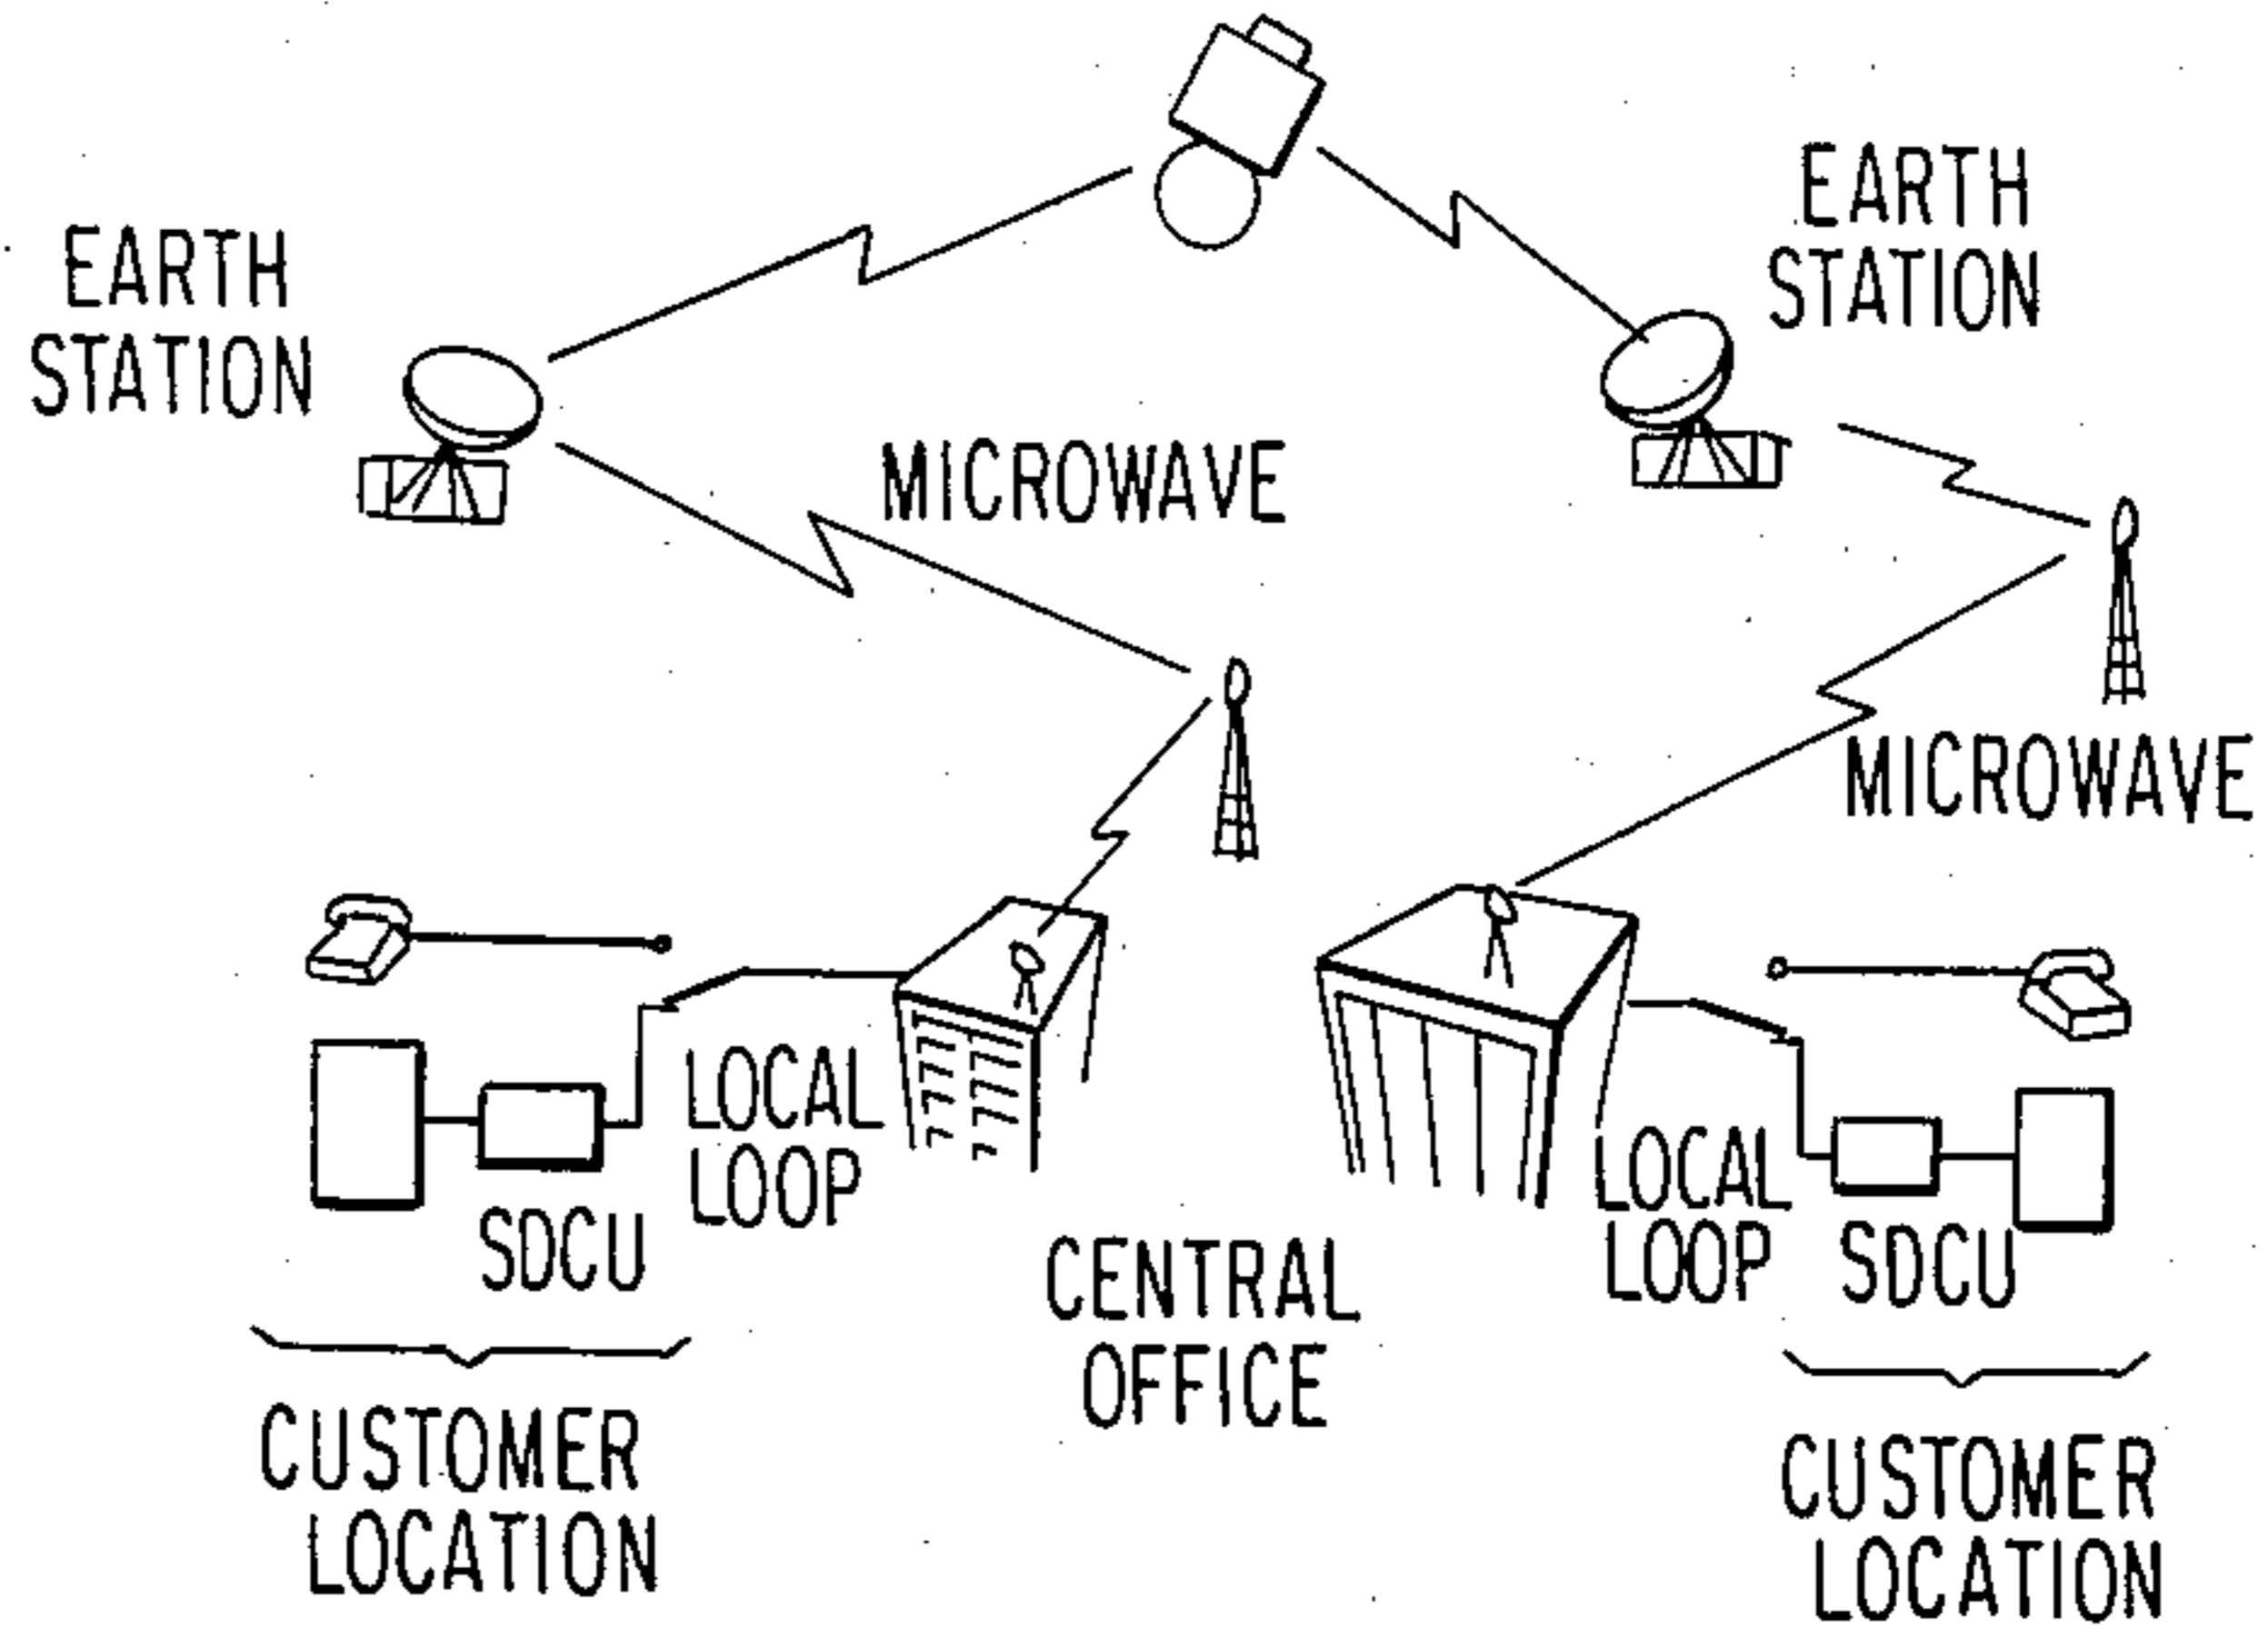 EARTH
STATION
EARTH
STATION
MICROWAVE
MICROWAVE
LOCAL
LOOP
SDCU
CENTRAL
OFFICE
LOCAL
LOOP
SDCU
CUSTOMER
LOCATION
CUSTOMER
LOCATION